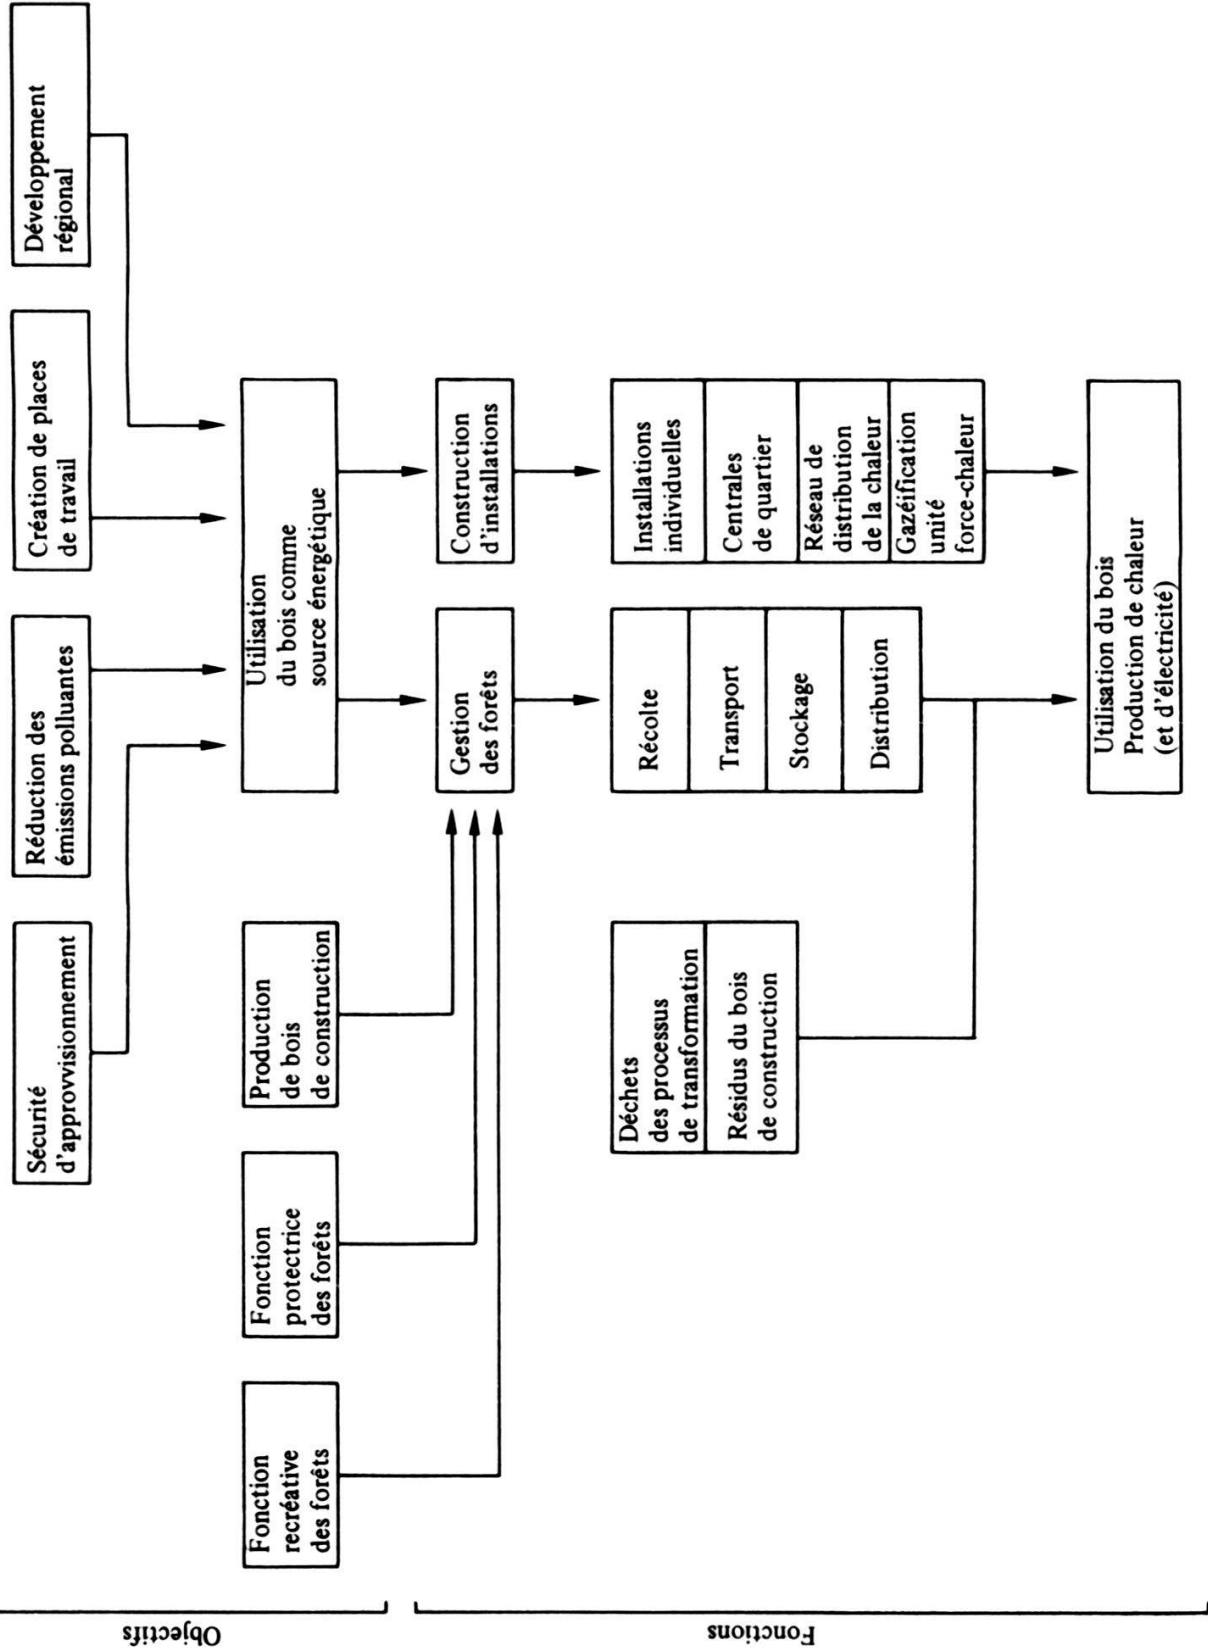 Objectifs
Sécurité
d'approvvisionnement
Réduction des
émissions polluantes
Création de places
de travail
Développement
régional
Fonction
recréative
des forêts
Fonction
protectrice
des forêts
Production
de bois
de construction
Utilisation
du bois comme
source énergétique
Fonctions
Gestion
des forêts
Construction
d'installations
Déchets
des processus
de transformation
Résidus du bois
de construction
Récolte
Transport
Stockage
Distribution
Installations
individuelles
Centrales
de quartier
Réseau de
distribution
de la chaleur
Gazéification
unité
force-chaleur
Utilisation du bois
Production de chaleur
(et d'électricité)